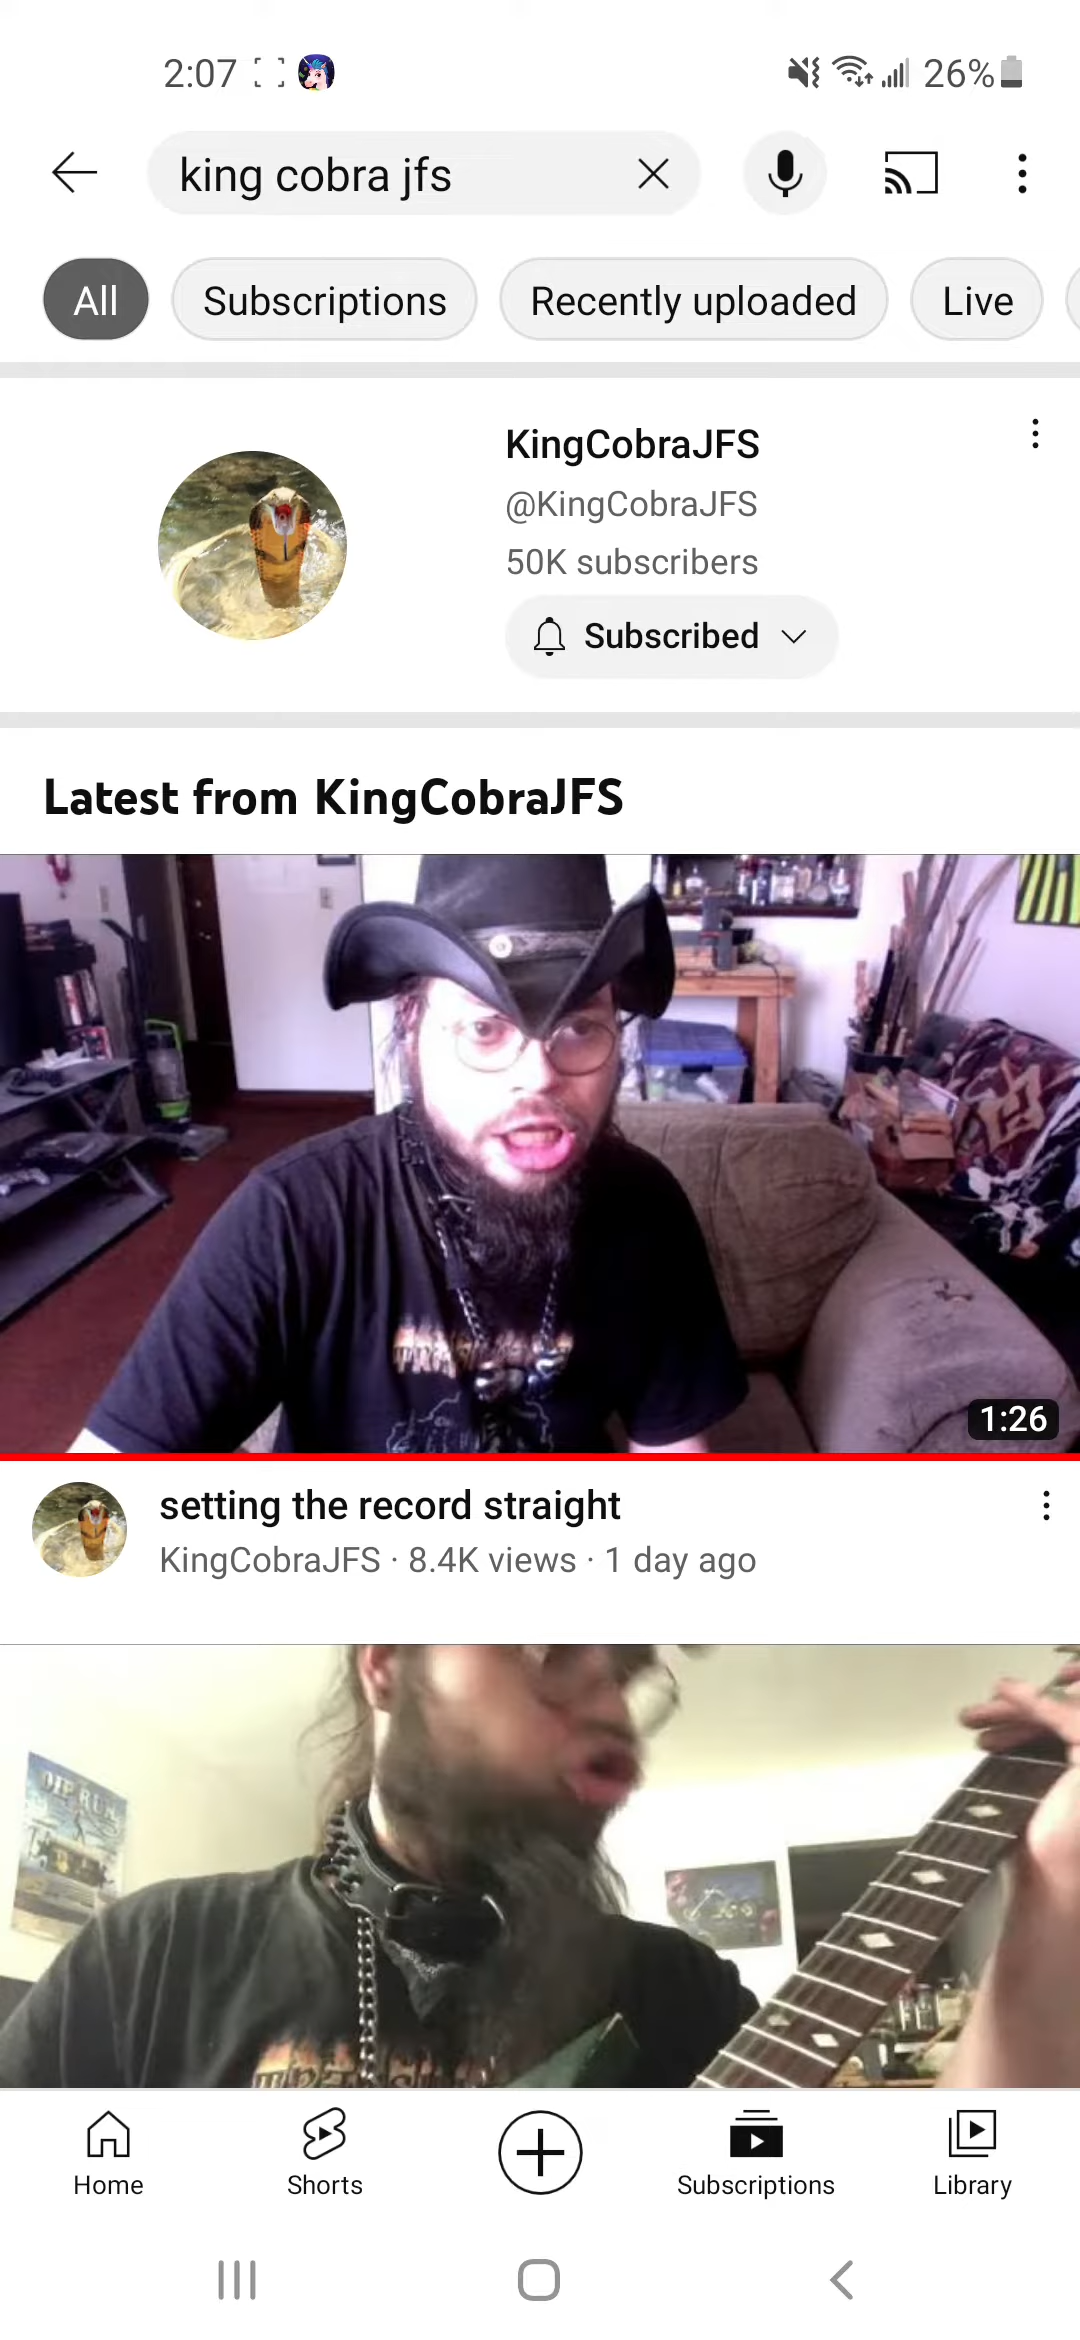 2:07 26%
king cobra jfs
All Subscriptions Recently uploaded Live
KingCobraJFS
@KingCobraJFS
50K subscribers
Subscribed
Latest from KingCobraJFS
1:26
setting the record straight
KingCobraJFS · 8.4K views · 1 day ago
Home Shorts Subscriptions Library